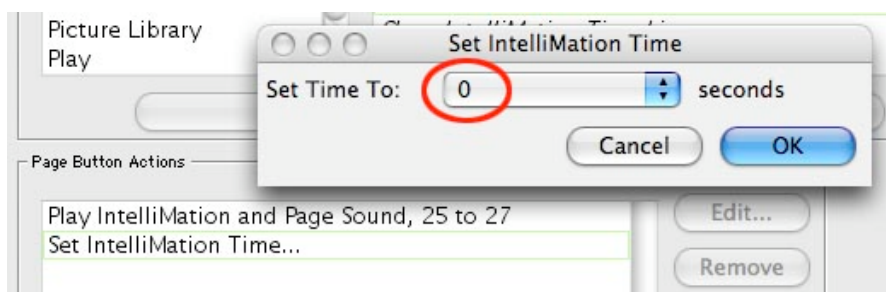 Picture Library
Play
Set IntelliMation Time
Set Time To: 0 seconds
Cancel OK
Page Button Actions
Play IntelliMation and Page Sound, 25 to 27
Set IntelliMation Time...
Edit...
Remove